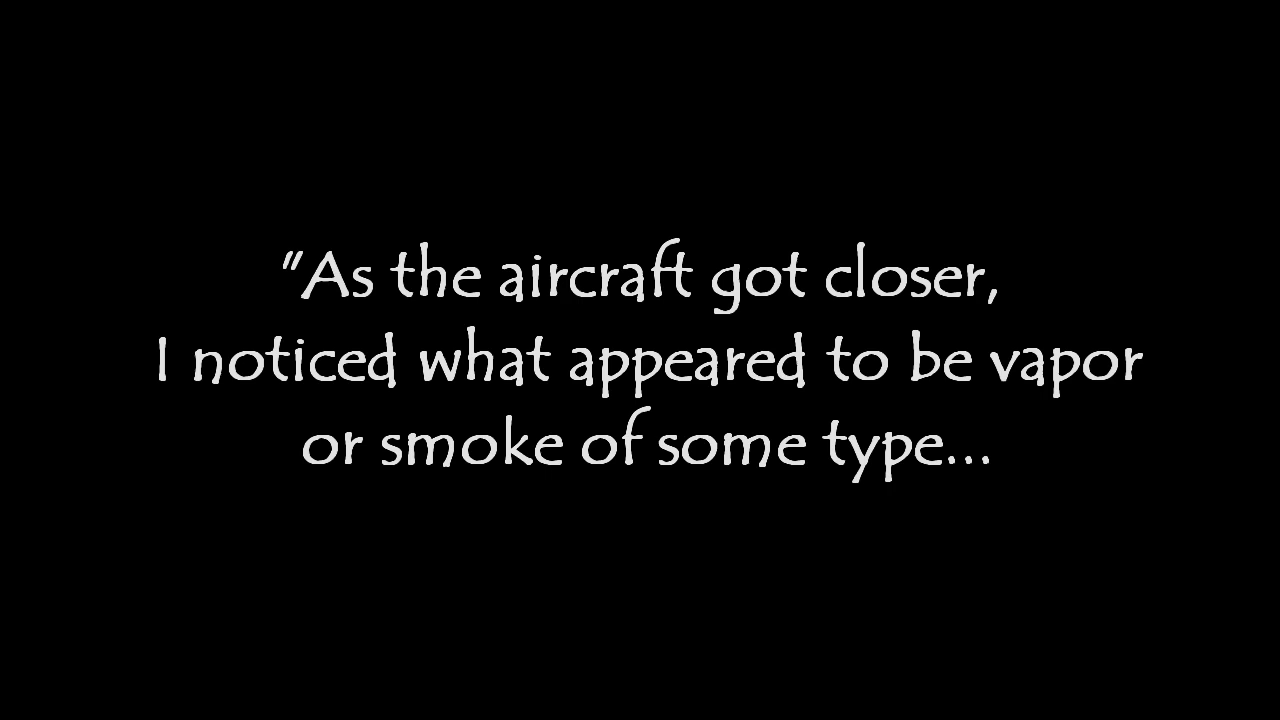 "As the aircraft got closer,
I noticed what appeared to be vapor
or smoke of some type...